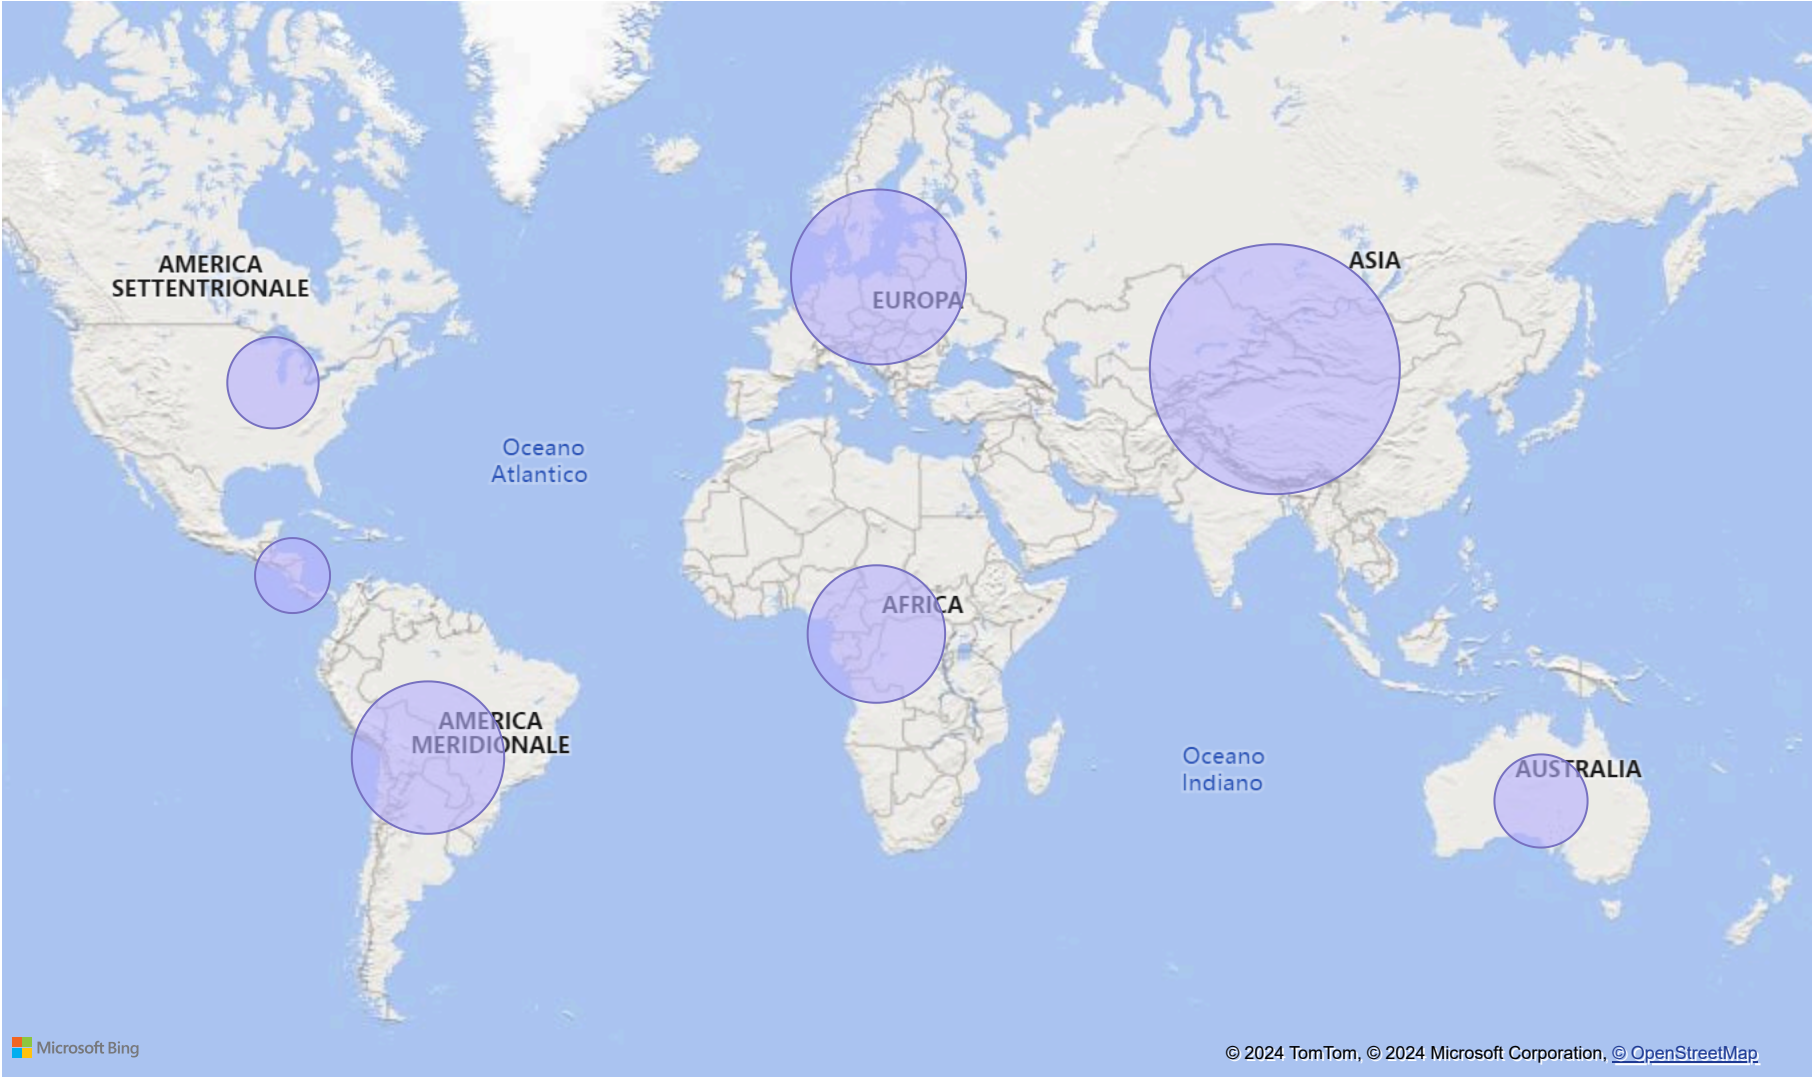 ASIA
AMERICA
SETTENTRIONALE
EUROPA
Oceano
Atlantico
AFRICA
AMERICA
MERIDIONALE
Oceano
Indiano
AUSTRALIA
Microsoft Bing
© 2024 TomTom, © 2024 Microsoft Corporation, © OpenStreetMap